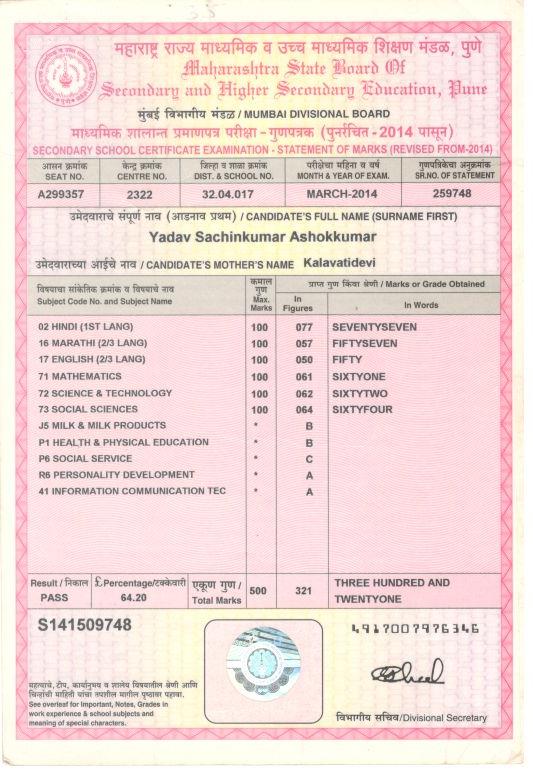 महाराष्ट्र राज्य माध्यमिक व उच्च माध्यमिक शिक्षण मंडळ, पुणे
Maharashtra State Board Of
Secondary and Higher Secondary Education, Pune
मुंबई विभागीय मंडळ / MUMBAI DIVISIONAL BOARD
माध्यमिक शालान्त प्रमाणपत्र परीक्षा - गुणपत्रक (पुनर्रचित - 2014 पासून)
SECONDARY SCHOOL CERTIFICATE EXAMINATION - STATEMENT OF MARKS (REVISED FROM-2014)
आसन क्रमांक केन्द्र क्रमांक जिल्हा व शाळा क्रमांक परीक्षेचा महिना व वर्ष गुणपत्रिकेचा अनुक्रमांक
SEAT NO. CENTRE NO. DIST. & SCHOOL NO. MONTH & YEAR OF EXAM. SR.NO. OF STATEMENT
A299357 2322 32.04.017 MARCH-2014 259748
उमेदवाराचे संपूर्ण नाव (आडनाव प्रथम) / CANDIDATE'S FULL NAME (SURNAME FIRST)
Yadav Sachinkumar Ashokkumar
उमेदवाराच्या आईचे नाव / CANDIDATE'S MOTHER'S NAME Kalavatidevi
विषयाचा सांकेतिक क्रमांक व विषयाचे नाव
Subject Code No. and Subject Name
कमाल गुण
Max. Marks
प्राप्त गुण किंवा श्रेणी / Marks or Grade Obtained
In Figures
In Words
02 HINDI (1ST LANG) 100 077 SEVENTYSEVEN
16 MARATHI (2/3 LANG) 100 057 FIFTYSEVEN
17 ENGLISH (2/3 LANG) 100 050 FIFTY
71 MATHEMATICS 100 061 SIXTYONE
72 SCIENCE & TECHNOLOGY 100 062 SIXTYTWO
73 SOCIAL SCIENCES 100 064 SIXTYFOUR
J5 MILK & MILK PRODUCTS * B
P1 HEALTH & PHYSICAL EDUCATION * B
P6 SOCIAL SERVICE * C
R6 PERSONALITY DEVELOPMENT * A
41 INFORMATION COMMUNICATION TEC * A
Result / निकाल £ Percentage/टक्केवारी एकूण गुण / 500 321 THREE HUNDRED AND
PASS 64.20 Total Marks TWENTYONE
S141509748
4917007976346
महत्वाचे, टीप, कार्यानुभव व शालेय विषयातील श्रेणी आणि
चिन्हांची माहिती यांचा तपशील मागील पृष्ठावर पहावा.
See overleaf for Important, Notes, Grades in
work experience & school subjects and
meaning of special characters.
विभागीय सचिव/Divisional Secretary